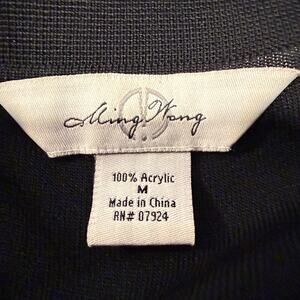 Ming Wang
100% Acrylic
M
Made in China
RN# 07924